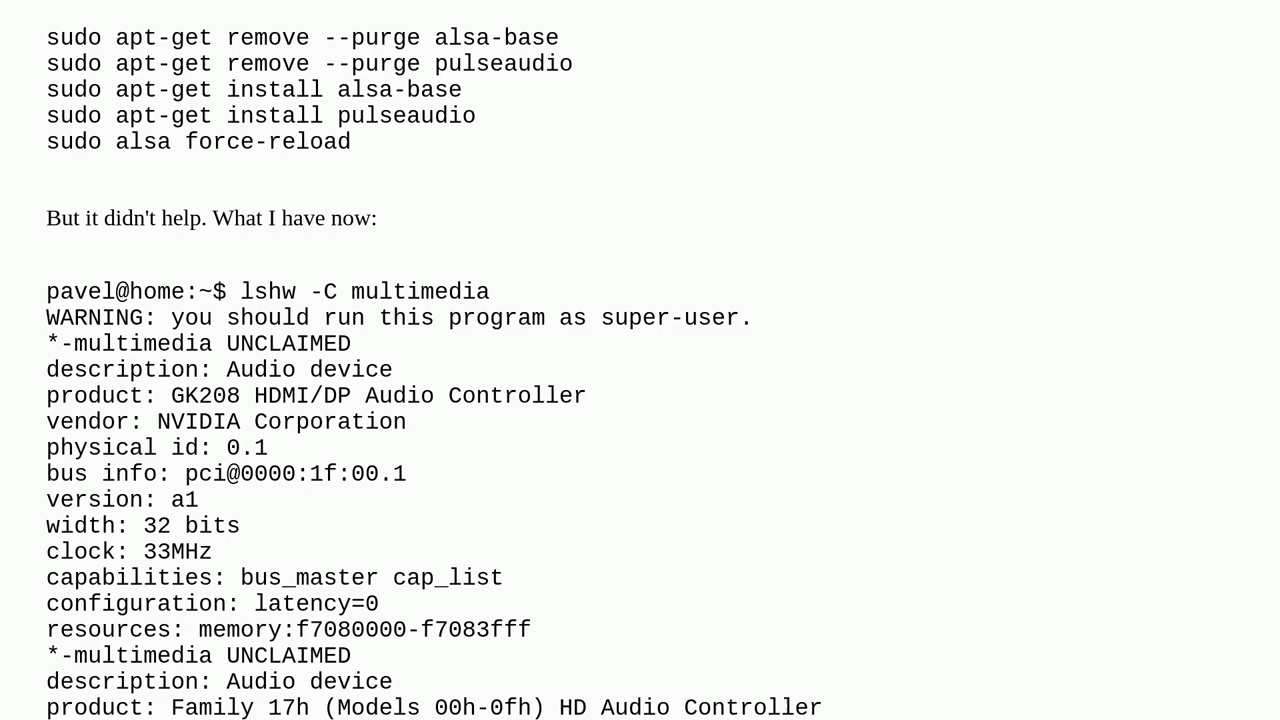 sudo apt-get remove --purge alsa-base
sudo apt-get remove --purge pulseaudio
sudo apt-get install alsa-base
sudo apt-get install pulseaudio
sudo alsa force-reload
But it didn't help. What I have now:
pavel@home:~$ lshw -C multimedia
WARNING: you should run this program as super-user.
*-multimedia UNCLAIMED
description: Audio device
product: GK208 HDMI/DP Audio Controller
vendor: NVIDIA Corporation
physical id: 0.1
bus info: pci@0000:1f:00.1
version: a1
width: 32 bits
clock: 33MHz
capabilities: bus_master cap_list
configuration: latency=0
resources: memory:f7080000-f7083fff
*-multimedia UNCLAIMED
description: Audio device
product: Family 17h (Models 00h-0fh) HD Audio Controller